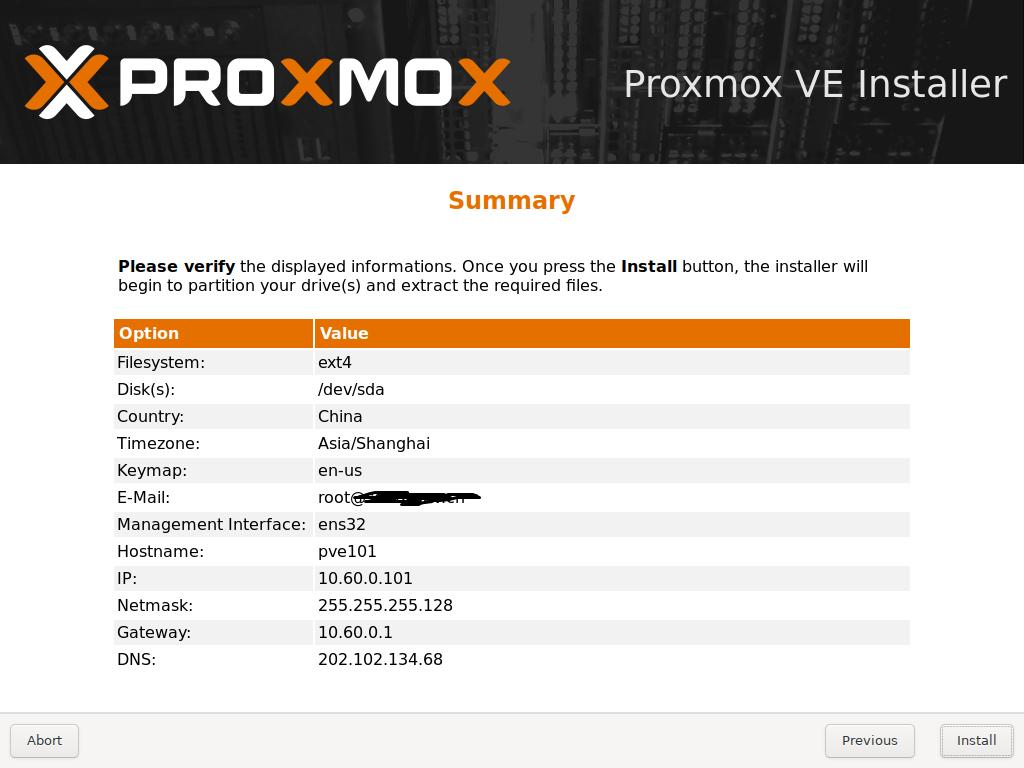 PROXMOX
Proxmox VE Installer
Summary
Please verify the displayed informations. Once you press the Install button, the installer will
begin to partition your drive(s) and extract the required files.
Option Value
Filesystem: ext4
Disk(s): /dev/sda
Country: China
Timezone: Asia/Shanghai
Keymap: en-us
E-Mail: root@
Management Interface: ens32
Hostname: pve101
IP: 10.60.0.101
Netmask: 255.255.255.128
Gateway: 10.60.0.1
DNS: 202.102.134.68
Abort Previous Install